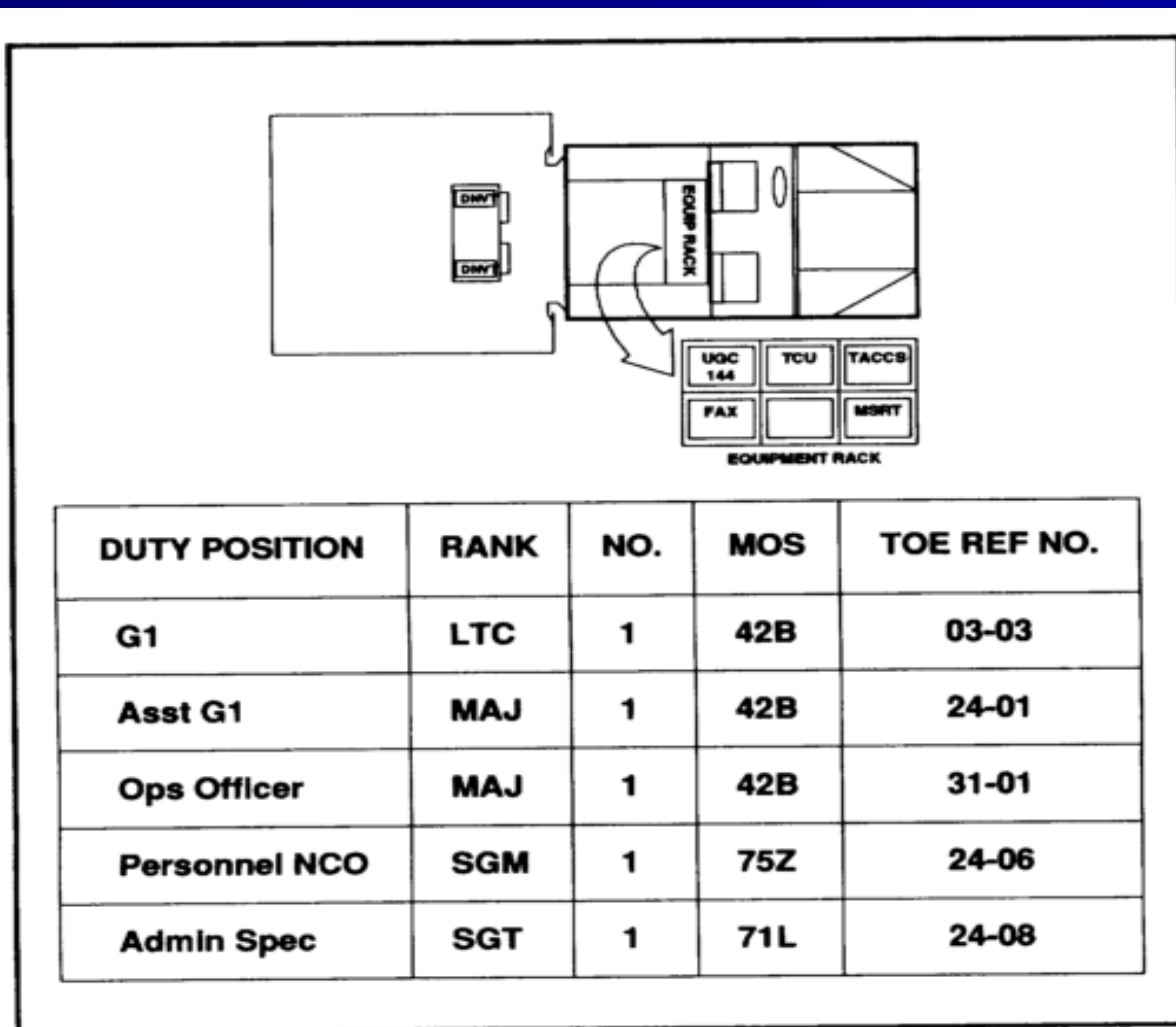 DNVT
DNVT
EQUIP RACK
UGC 144
TCU
TACCS
FAX
MSRT
EQUIPMENT RACK
DUTY POSITION RANK NO. MOS TOE REF NO.
G1 LTC 1 42B 03-03
Asst G1 MAJ 1 42B 24-01
Ops Officer MAJ 1 42B 31-01
Personnel NCO SGM 1 75Z 24-06
Admin Spec SGT 1 71L 24-08